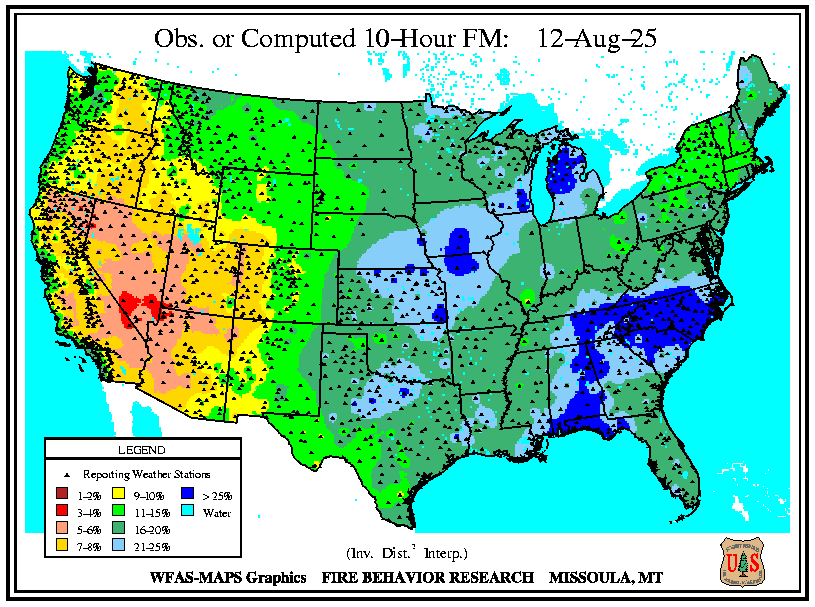 Obs. or Computed 10-Hour FM: 12-Aug-25
LEGEND
Reporting Weather Stations
1-2%
3-4%
5-6%
7-8%
9-10%
11-15%
16-20%
21-25%
> 25%
Water
(Inv. Dist.² Interp.)
WFAS-MAPS Graphics FIRE BEHAVIOR RESEARCH MISSOULA, MT
U S